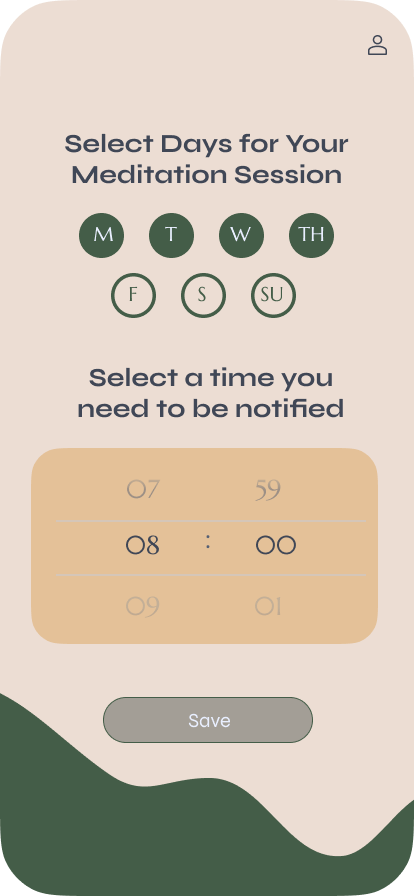 Select Days for Your
Meditation Session
M T W TH
F S SU
Select a time you
need to be notified
07 59
08 : 00
09 01
Save